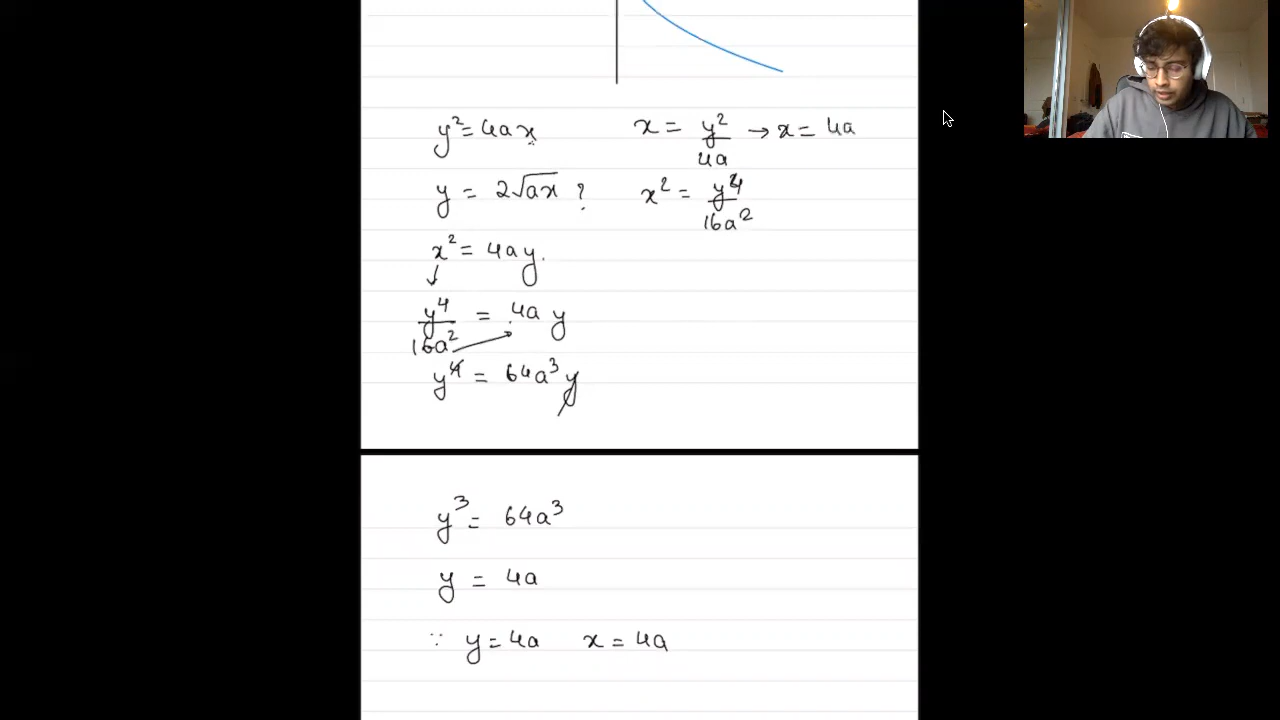 y² = 4ax
x = y²/4a → x = 4a
y = 2√ax ?
x² = y⁴/16a²
x² = 4ay.
y⁴/16a² = 4a y
y⁴ = 64a³y
y³ = 64a³
y = 4a
∵ y = 4a x = 4a